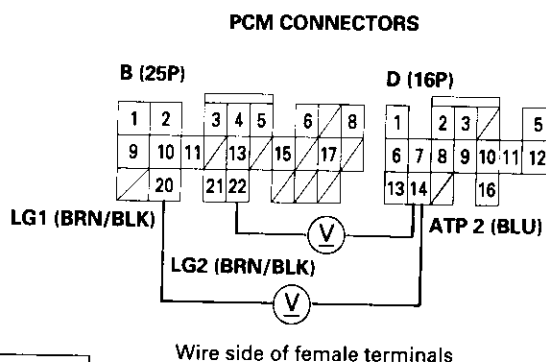 PCM CONNECTORS
B (25P) D (16P)
1 2 3 4 5 6 8 1 2 3 5
9 10 11 13 15 17 6 7 8 9 10 11 12
20 21 22 13 14 16
LG1 (BRN/BLK) V ATP 2 (BLU)
LG2 (BRN/BLK)
V
Wire side of female terminals